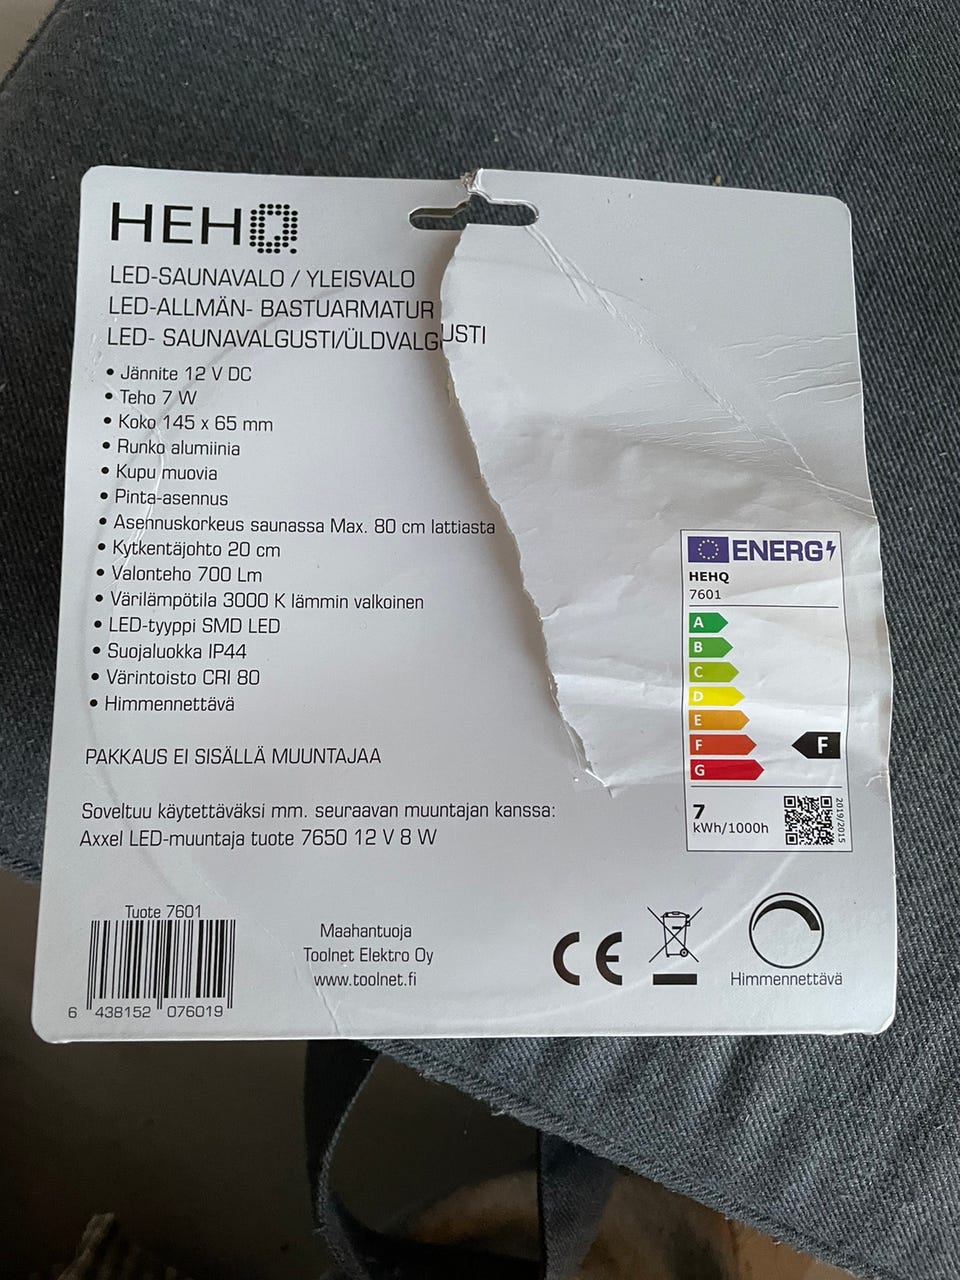 HEHQ
LED-SAUNAVALO / YLEISVALO
LED-ALLMÄN- BASTUARMATUR
LED- SAUNAVALGUSTI/ÜLDVALGUSTI
• Jännite 12 V DC
• Teho 7 W
• Koko 145 x 65 mm
• Runko alumiinia
• Kupu muovia
• Pinta-asennus
• Asennuskorkeus saunassa Max. 80 cm lattiasta
• Kytkentäjohto 20 cm
• Valonteho 700 Lm
• Värilämpötila 3000 K lämmin valkoinen
• LED-tyyppi SMD LED
• Suojaluokka IP44
• Värintoisto CRI 80
• Himmennettävä
PAKKAUS EI SISÄLLÄ MUUNTAJAA
Soveltuu käytettäväksi mm. seuraavan muuntajan kanssa:
Axxel LED-muuntaja tuote 7650 12 V 8 W
ENERG
HEHQ
7601
A
B
C
D
E
F
F
G
7
kWh/1000h
2019/2015
Tuote 7601
6 438152 076019
Maahantuoja
Toolnet Elektro Oy
www.toolnet.fi
CE
Himmennettävä